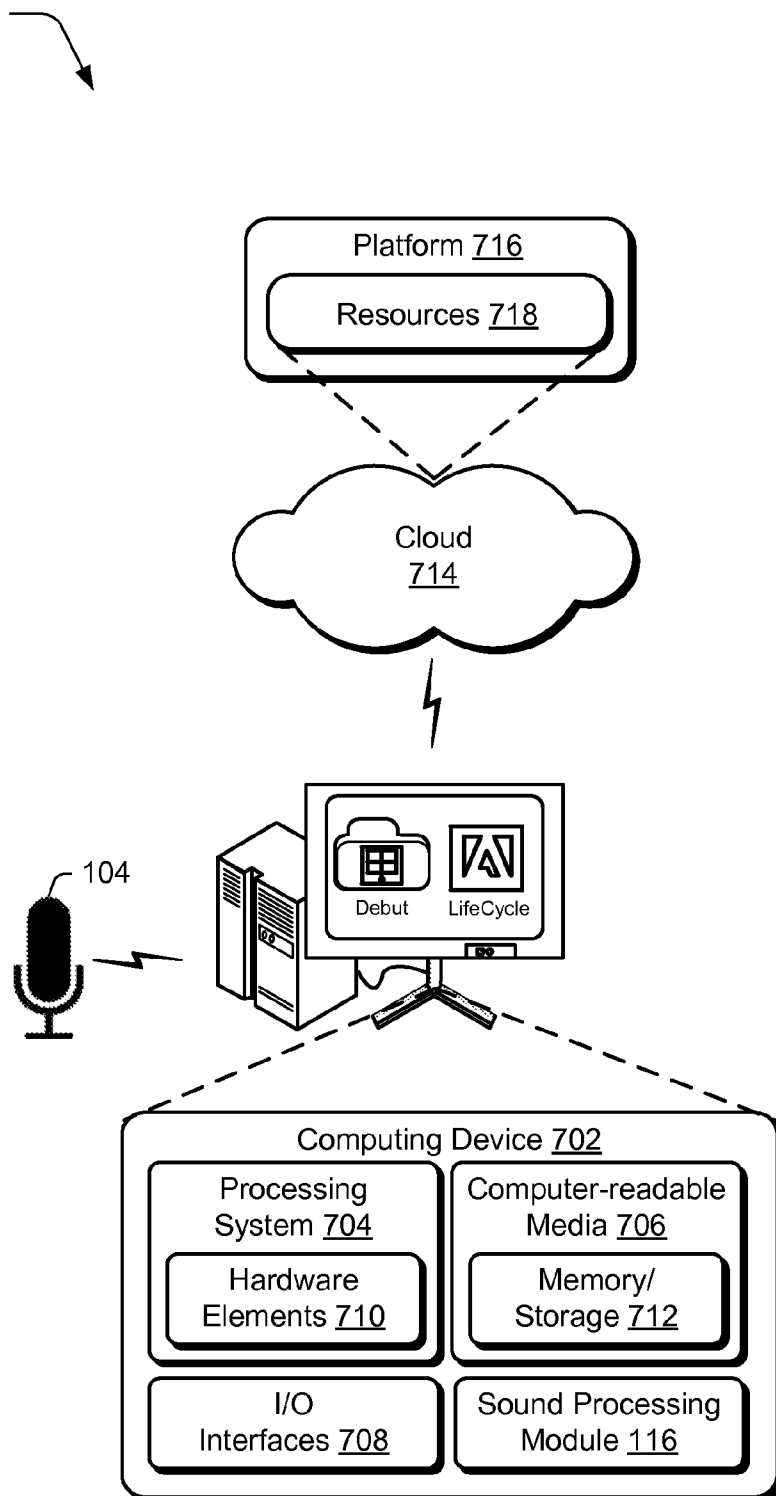 Platform 716
Resources 718
Cloud
714
104
Debut
LifeCycle
Computing Device 702
Processing
System 704
Hardware
Elements 710
Computer-readable
Media 706
Memory/
Storage 712
I/O
Interfaces 708
Sound Processing
Module 116